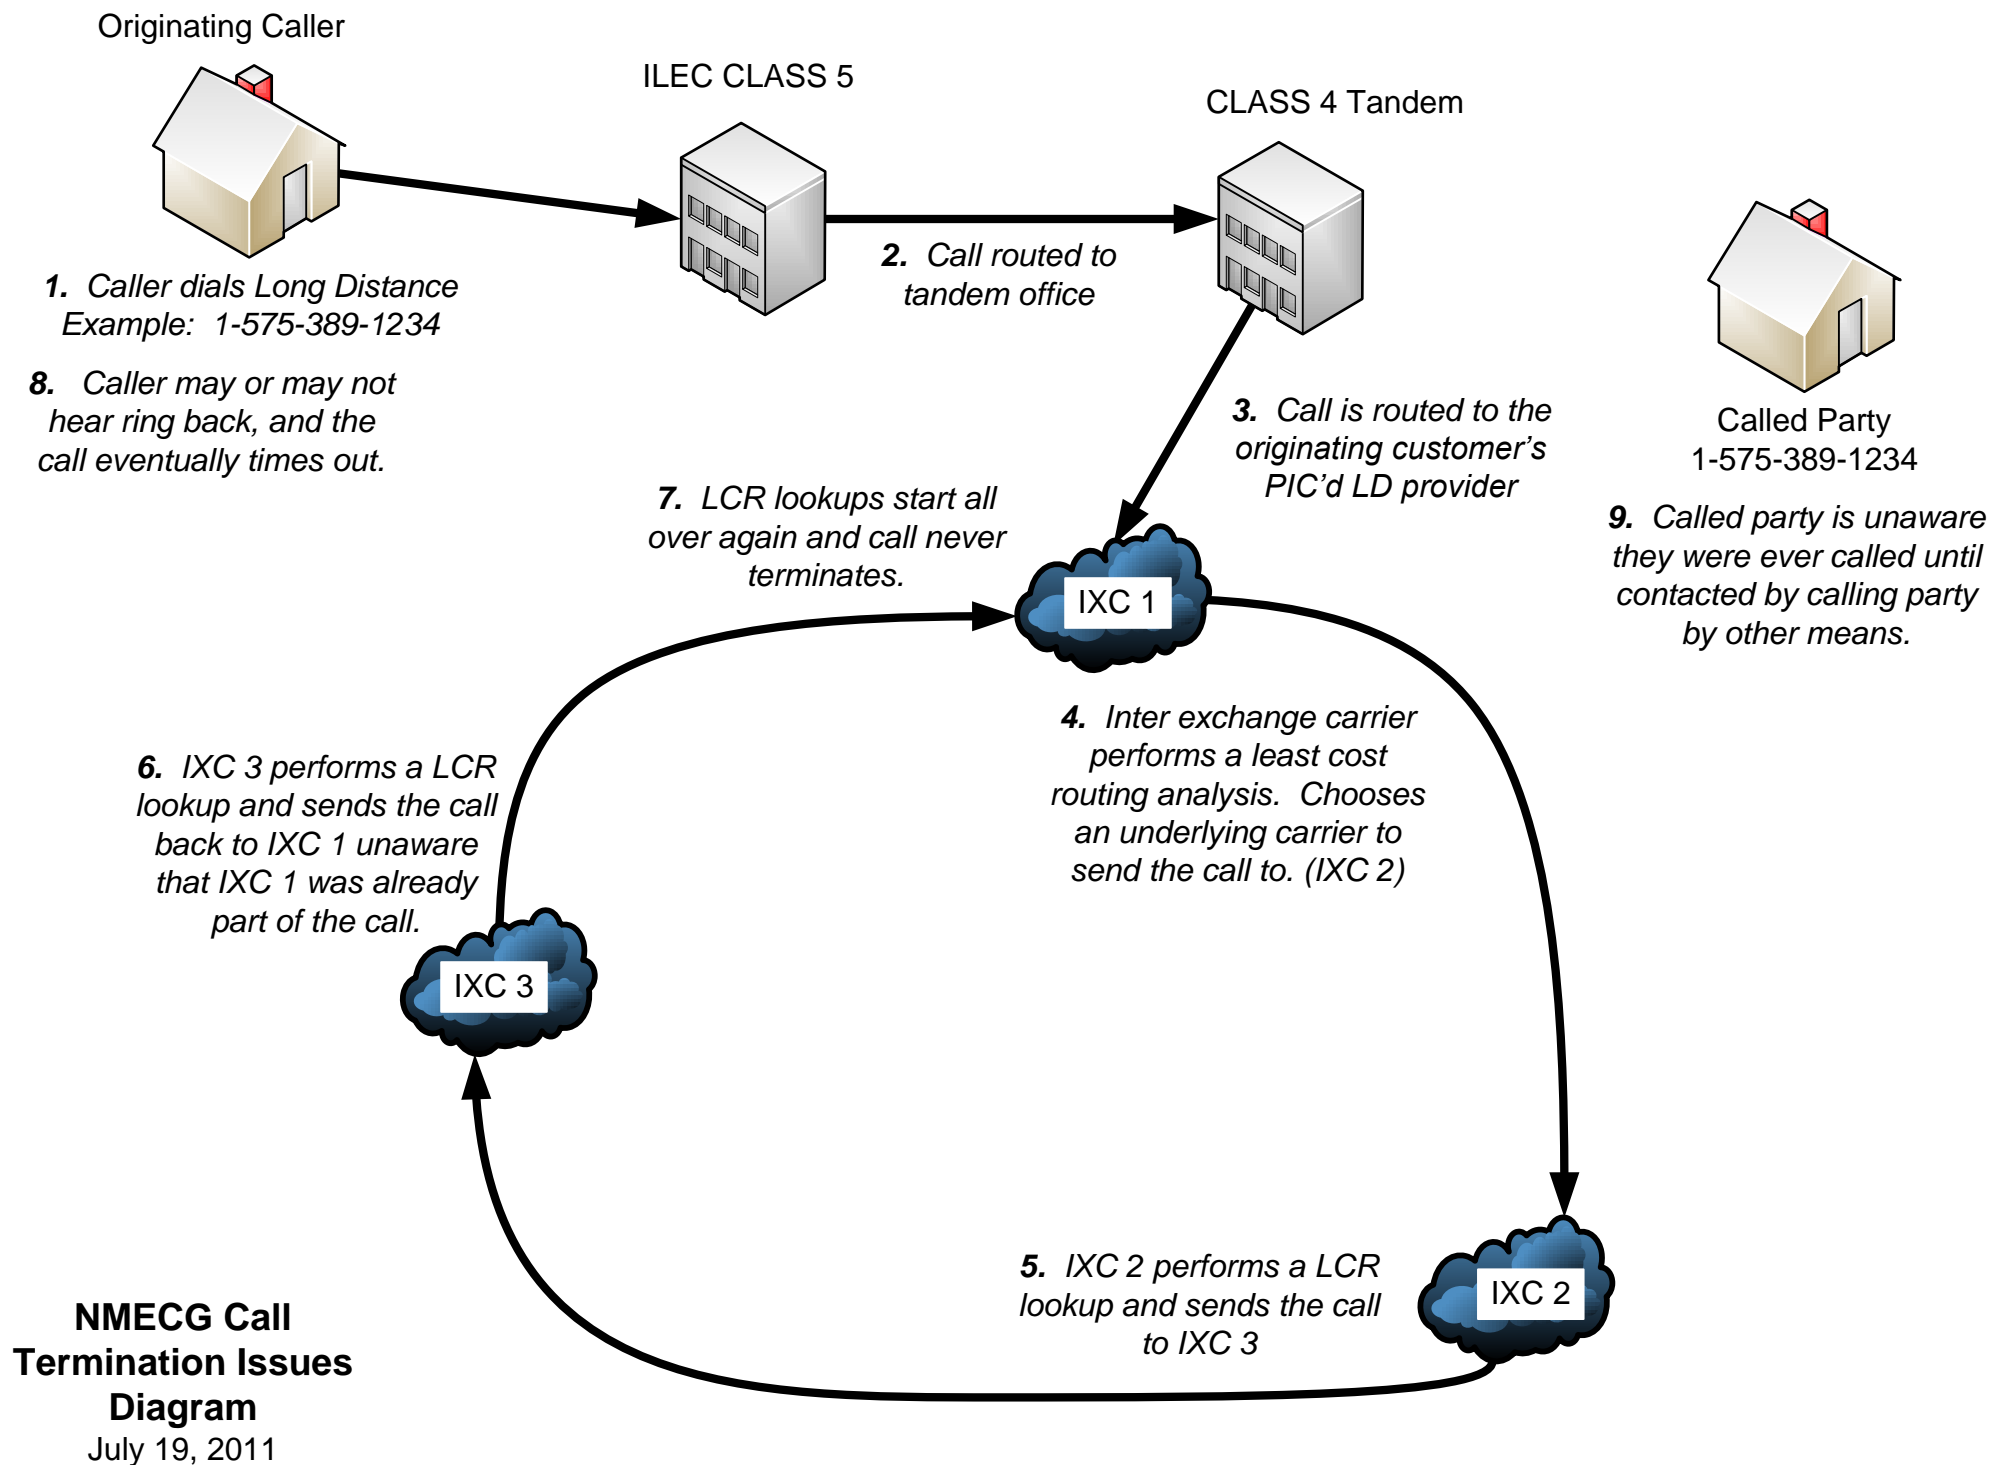 Originating Caller
ILEC CLASS 5
CLASS 4 Tandem
1.  Caller dials Long Distance
Example:  1-575-389-1234
2.  Call routed to
tandem office
8.   Caller may or may not
hear ring back, and the
call eventually times out.
3.  Call is routed to the
originating customer’s
PIC’d LD provider
Called Party
1-575-389-1234
7.  LCR lookups start all
over again and call never
terminates.
9.  Called party is unaware
they were ever called until
contacted by calling party
by other means.
IXC 1
4.  Inter exchange carrier
performs a least cost
routing analysis.  Chooses
an underlying carrier to
send the call to. (IXC 2)
6.  IXC 3 performs a LCR
lookup and sends the call
back to IXC 1 unaware
that IXC 1 was already
part of the call.
IXC 3
5.  IXC 2 performs a LCR
lookup and sends the call
to IXC 3
IXC 2
NMECG Call
Termination Issues
Diagram
July 19, 2011